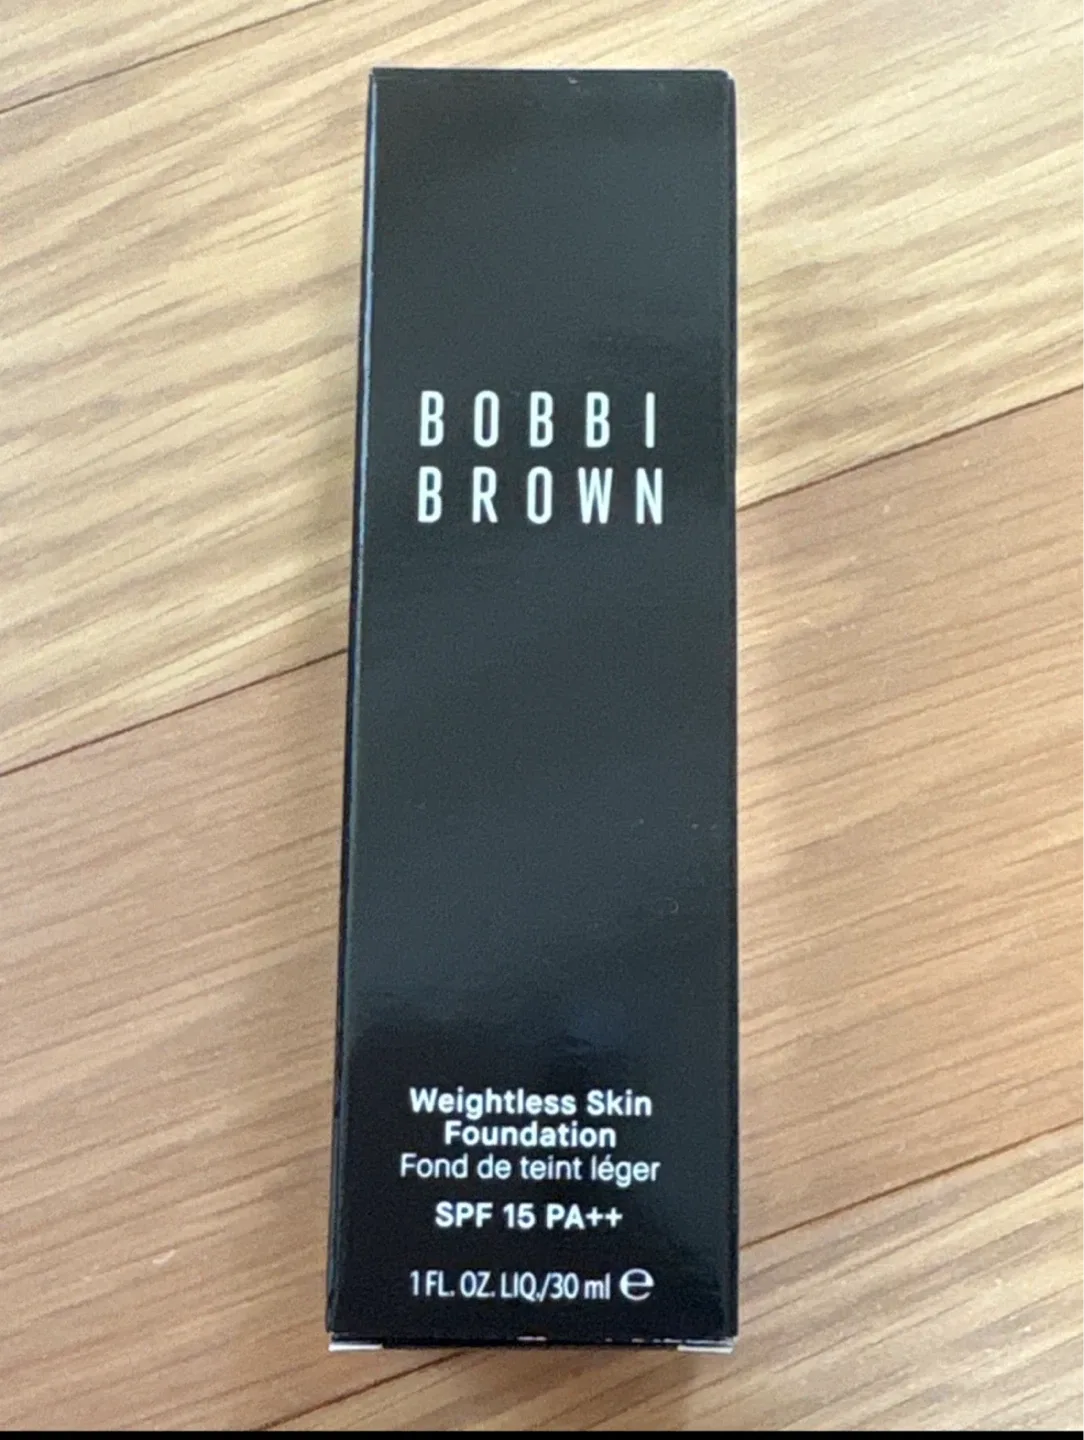 BOBBI
BROWN
Weightless Skin
Foundation
Fond de teint léger
SPF 15 PA++
1 FL. OZ. LIQ./30 ml ℮